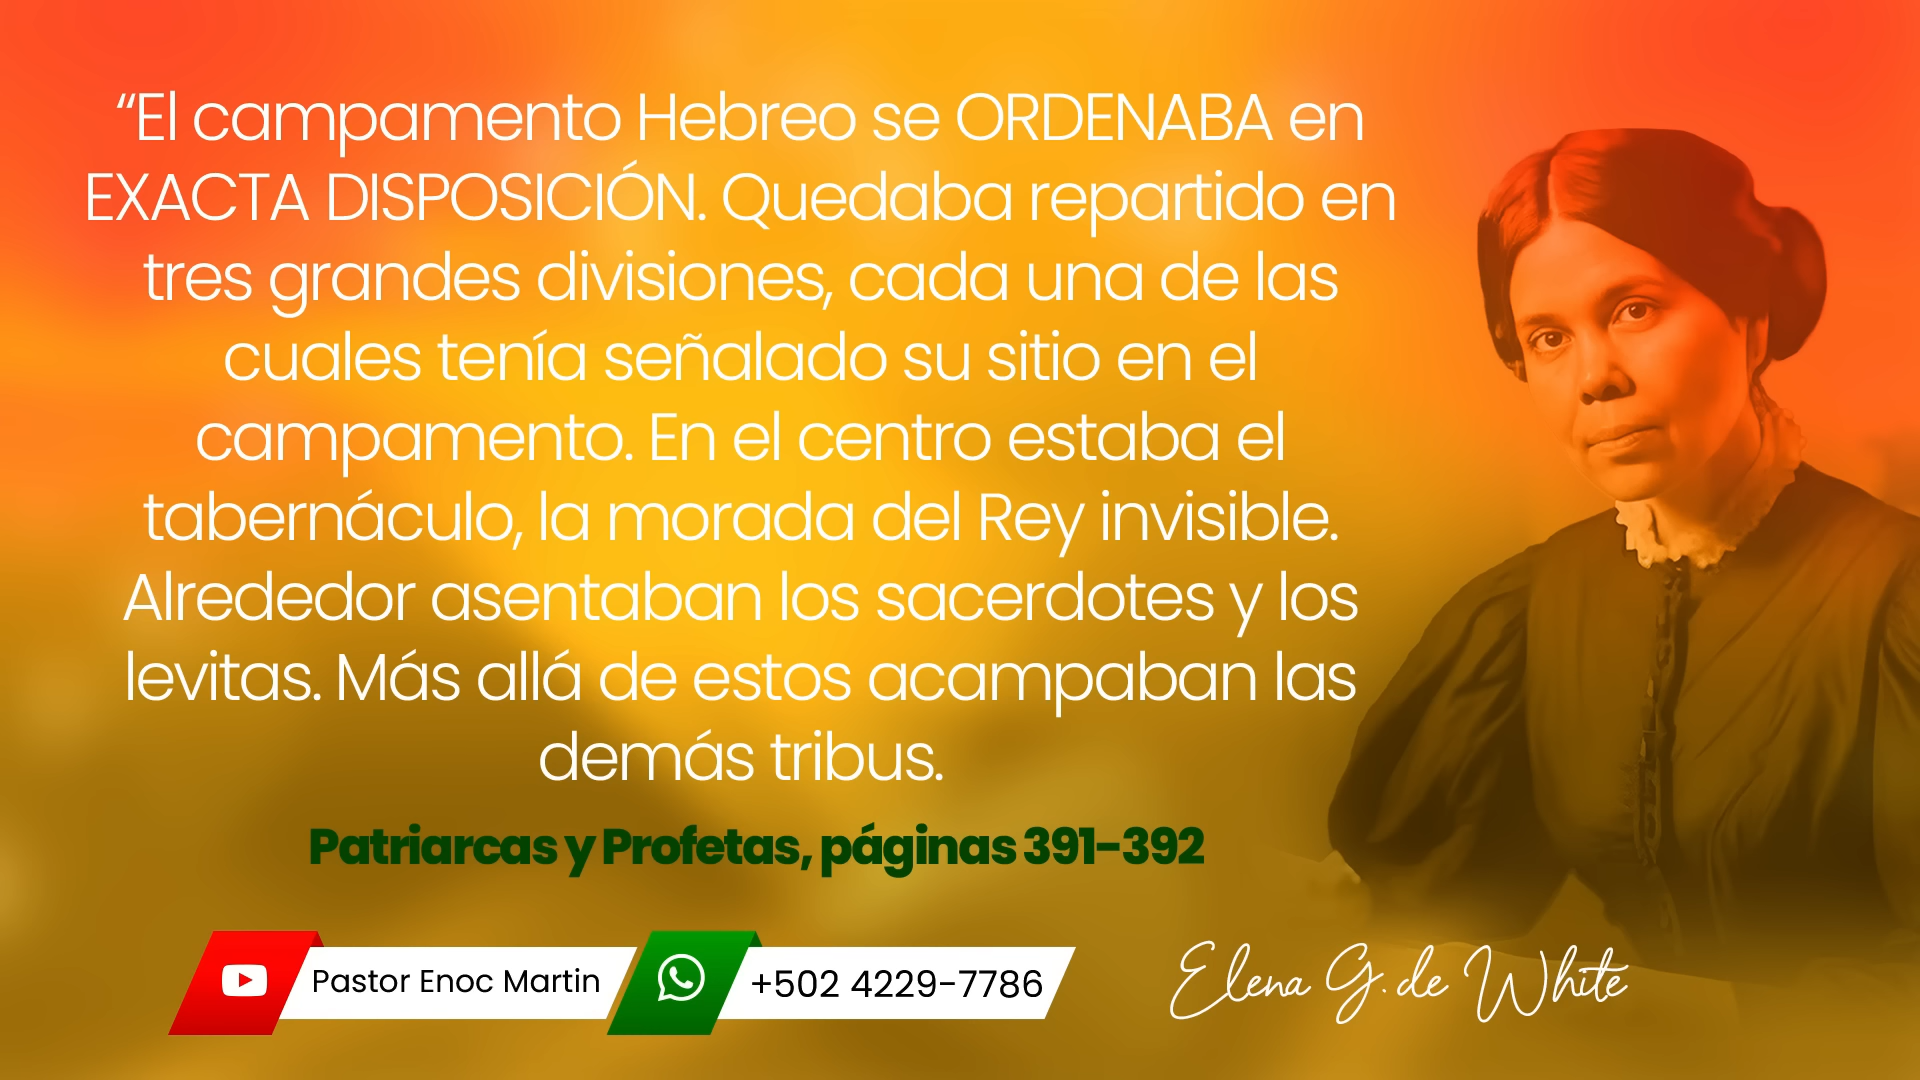 “El campamento Hebreo se ORDENABA en
EXACTA DISPOSICIÓN. Quedaba repartido en
tres grandes divisiones, cada una de las
cuales tenía señalado su sitio en el
campamento. En el centro estaba el
tabernáculo, la morada del Rey invisible.
Alrededor asentaban los sacerdotes y los
levitas. Más allá de estos acampaban las
demás tribus.
Patriarcas y Profetas, páginas 391-392
Pastor Enoc Martin
+502 4229-7786
Elena G. de White